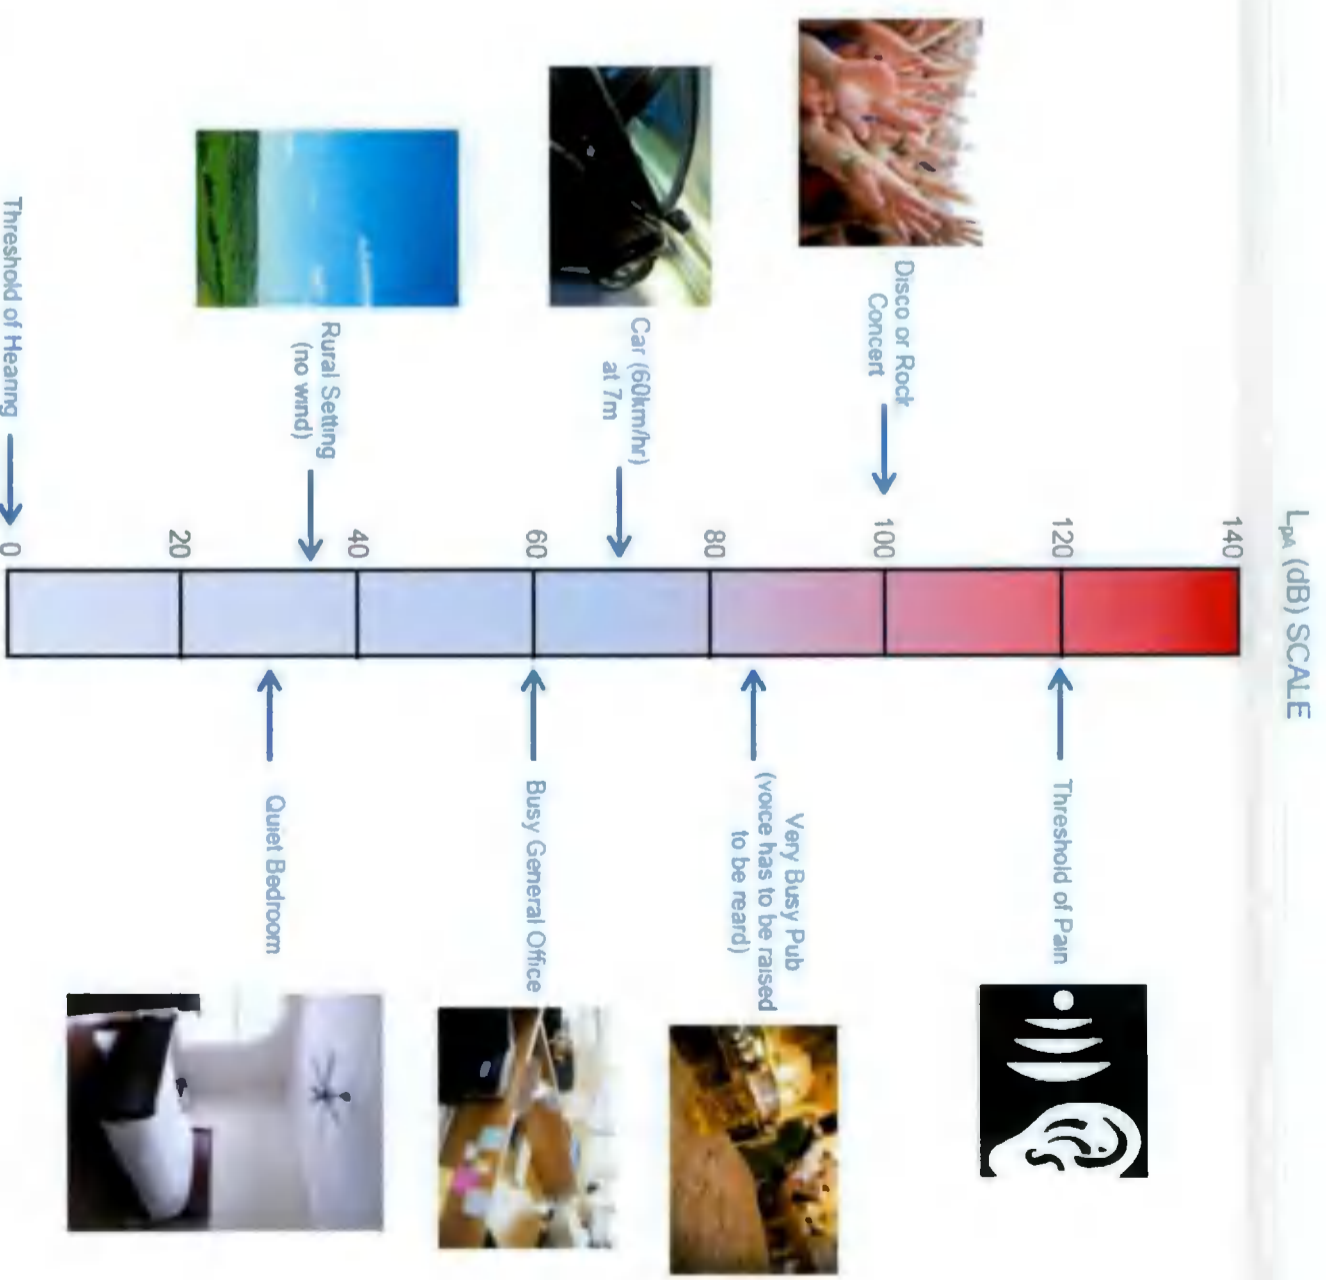 L_pA (dB) SCALE
140
120
100
80
60
40
20
0
Disco or Rock
Concert
Car (60km/hr)
at 7m
Rural Setting
(no wind)
Threshold of Hearing
Threshold of Pain
Very Busy Pub
(voice has to be raised
to be reard)
Busy General Office
Quiet Bedroom